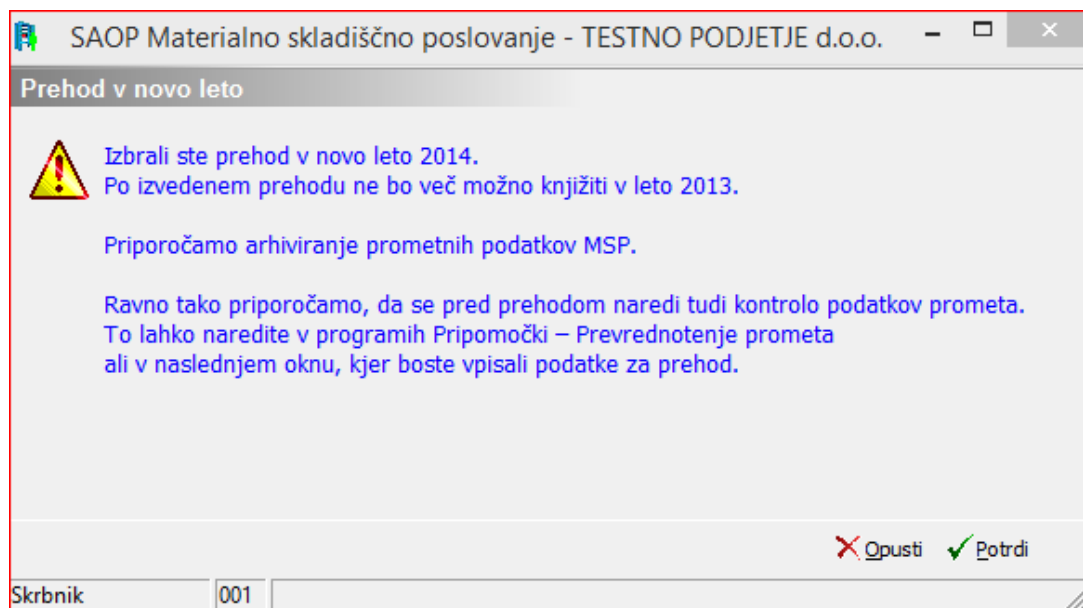 SAOP Materialno skladiščno poslovanje - TESTNO PODJETJE d.o.o.
Prehod v novo leto
Izbrali ste prehod v novo leto 2014.
Po izvedenem prehodu ne bo več možno knjižiti v leto 2013.
Priporočamo arhiviranje prometnih podatkov MSP.
Ravno tako priporočamo, da se pred prehodom naredi tudi kontrolo podatkov prometa.
To lahko naredite v programih Pripomočki – Prevrednotenje prometa
ali v naslednjem oknu, kjer boste vpisali podatke za prehod.
Opusti Potrdi
Skrbnik 001